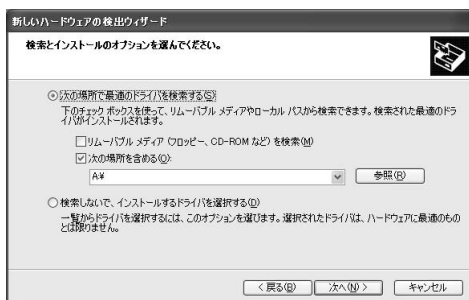 新しいハードウェアの検出ウィザード
検索とインストールのオプションを選んでください。
次の場所で最適のドライバを検索する(S)
下のチェック ボックスを使って、リムーバブル メディアやローカル パスから検索できます。検索された最適のドラ
イバがインストールされます。
リムーバブル メディア (フロッピー、CD-ROM など) を検索(M)
次の場所を含める(O):
A:¥
参照(R)
検索しないで、インストールするドライバを選択する(D)
一覧からドライバを選択するには、このオプションを選びます。選択されたドライバは、ハードウェアに最適のもの
とは限りません。
< 戻る(B)
次へ(N) >
キャンセル